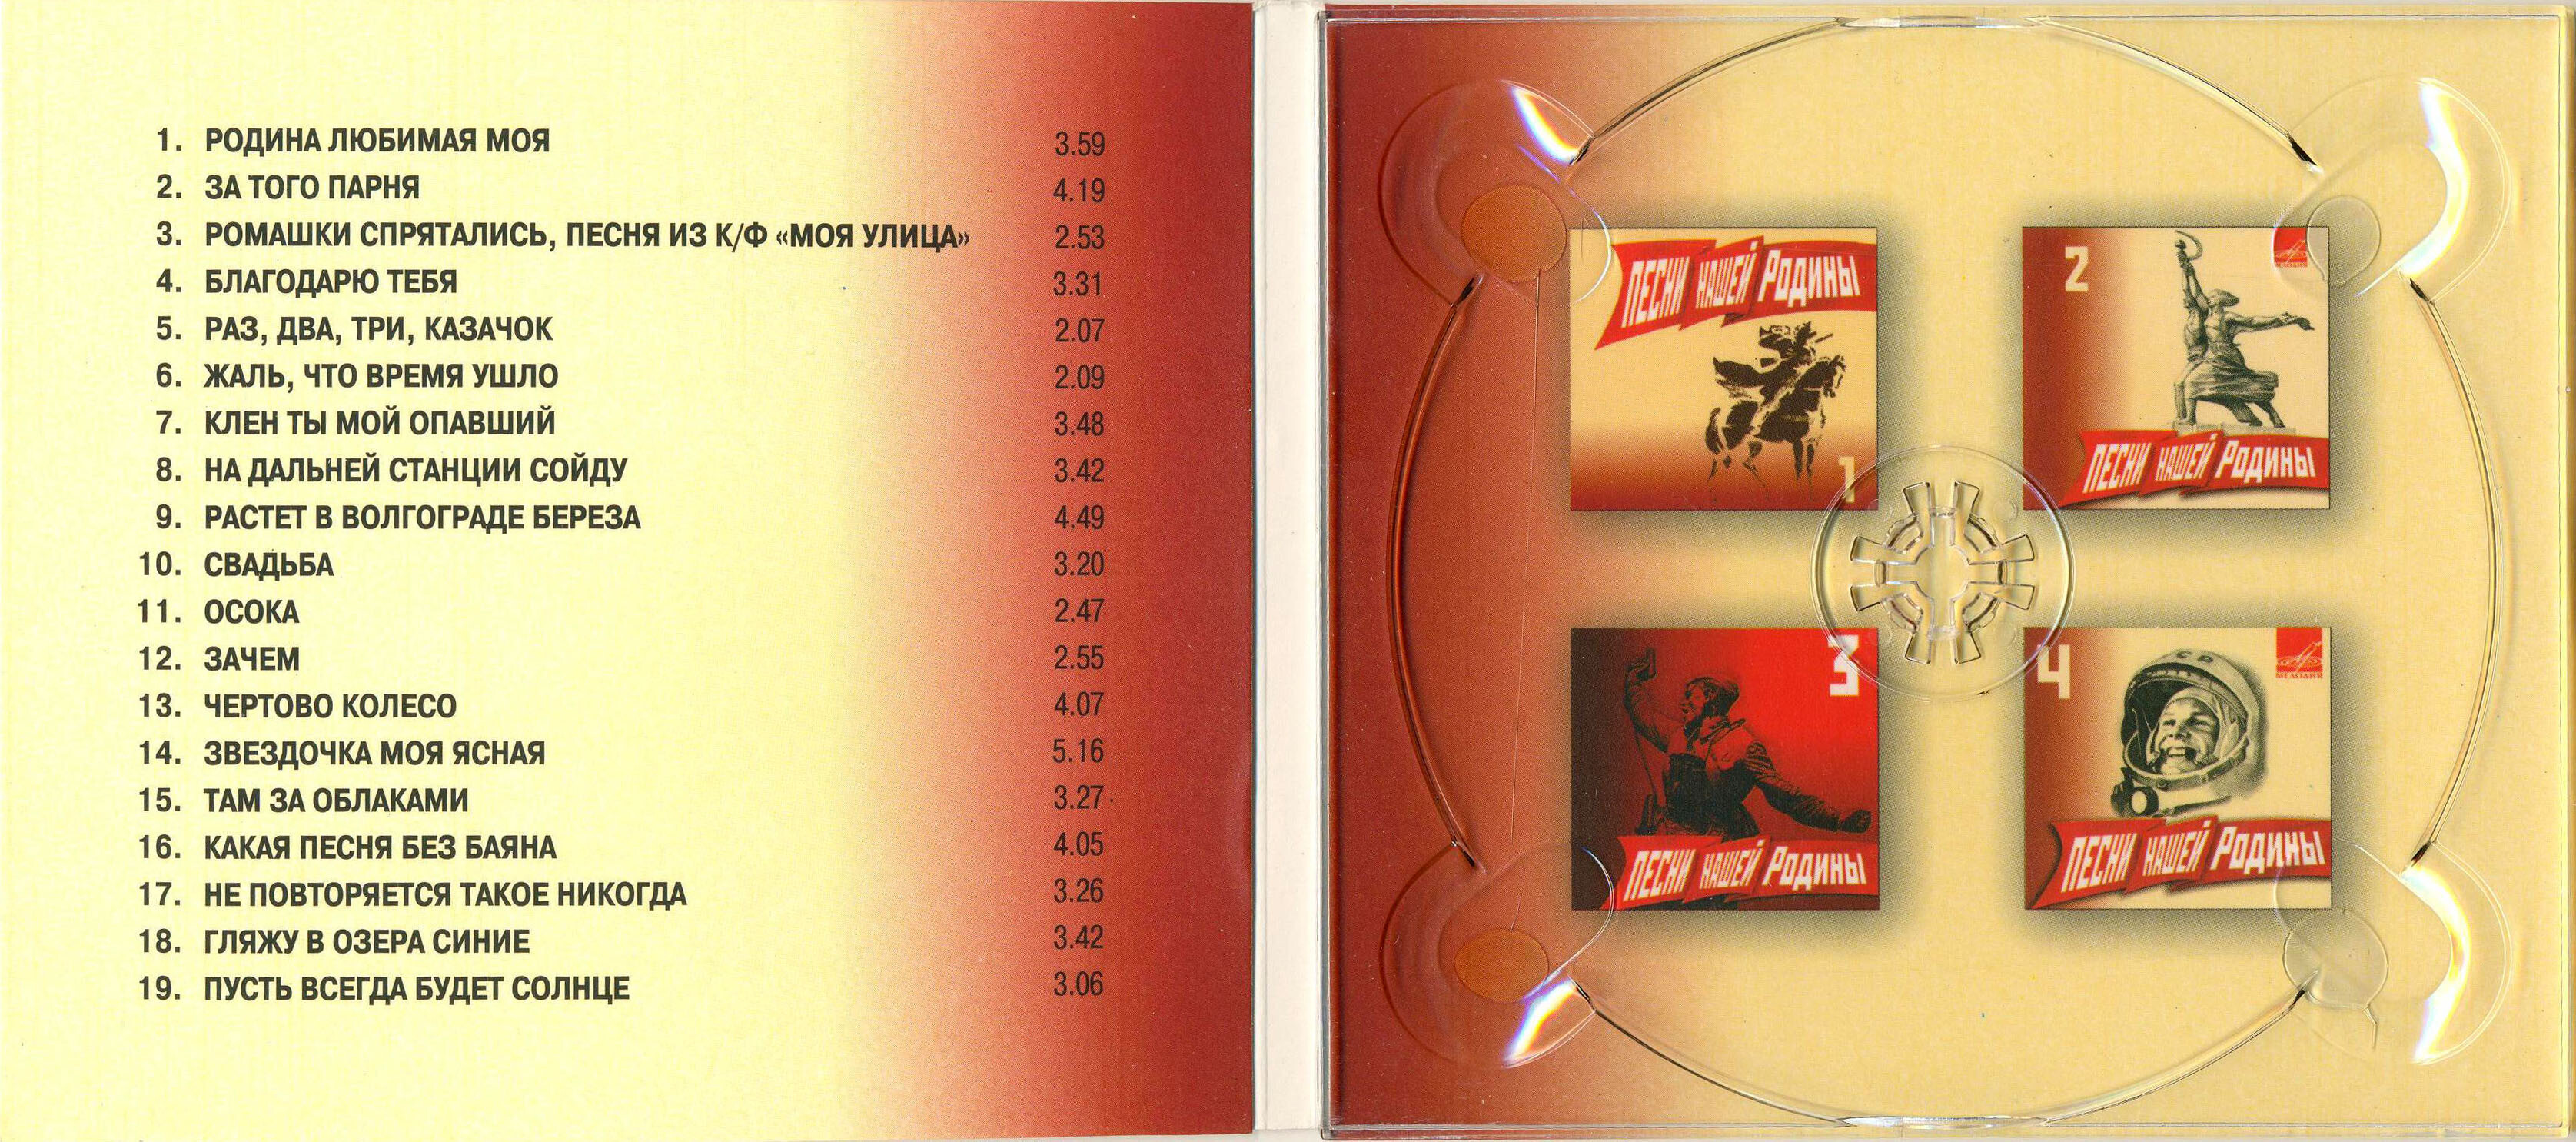 1. РОДИНА ЛЮБИМАЯ МОЯ 3.59
2. ЗА ТОГО ПАРНЯ 4.19
3. РОМАШКИ СПРЯТАЛИСЬ, ПЕСНЯ ИЗ К/Ф «МОЯ УЛИЦА» 2.53
4. БЛАГОДАРЮ ТЕБЯ 3.31
5. РАЗ, ДВА, ТРИ, КАЗАЧОК 2.07
6. ЖАЛЬ, ЧТО ВРЕМЯ УШЛО 2.09
7. КЛЕН ТЫ МОЙ ОПАВШИЙ 3.48
8. НА ДАЛЬНЕЙ СТАНЦИИ СОЙДУ 3.42
9. РАСТЕТ В ВОЛГОГРАДЕ БЕРЕЗА 4.49
10. СВАДЬБА 3.20
11. ОСОКА 2.47
12. ЗАЧЕМ 2.55
13. ЧЕРТОВО КОЛЕСО 4.07
14. ЗВЕЗДОЧКА МОЯ ЯСНАЯ 5.16
15. ТАМ ЗА ОБЛАКАМИ 3.27
16. КАКАЯ ПЕСНЯ БЕЗ БАЯНА 4.05
17. НЕ ПОВТОРЯЕТСЯ ТАКОЕ НИКОГДА 3.26
18. ГЛЯЖУ В ОЗЕРА СИНИЕ 3.42
19. ПУСТЬ ВСЕГДА БУДЕТ СОЛНЦЕ 3.06
ПЕСНИ НАШЕЙ РОДИНЫ
1
2
МЕЛОДИЯ
ПЕСНИ НАШЕЙ РОДИНЫ
3
ПЕСНИ НАШЕЙ РОДИНЫ
4
МЕЛОДИЯ
ПЕСНИ НАШЕЙ РОДИНЫ